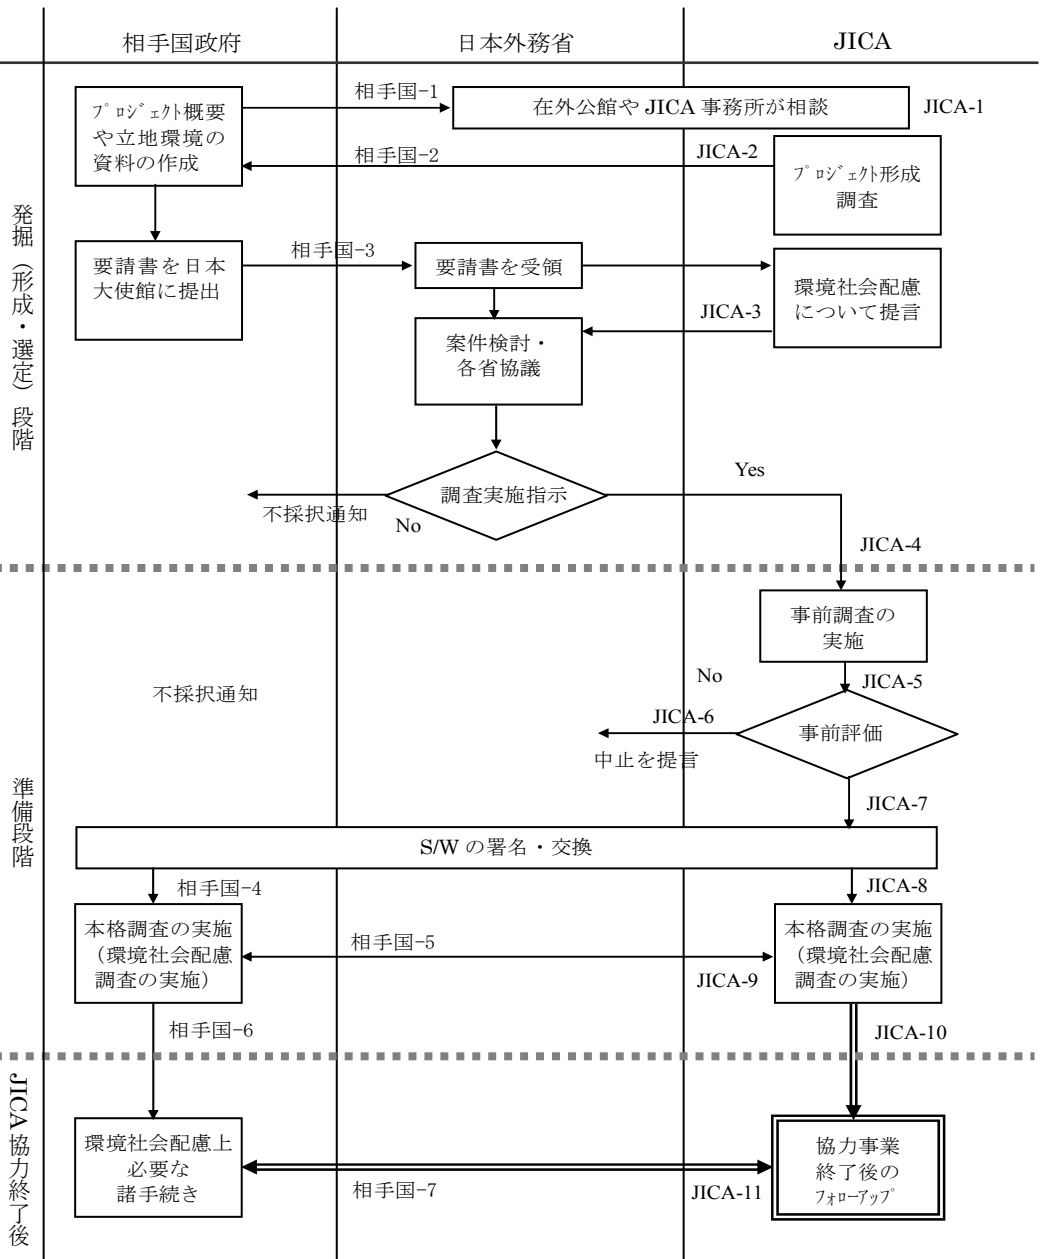 相手国政府
日本外務省
JICA
発掘（形成・選定）段階
ﾌﾟﾛｼﾞｪｸﾄ概要
や立地環境の
資料の作成
相手国-1
在外公館や JICA 事務所が相談
JICA-1
相手国-2
JICA-2
ﾌﾟﾛｼﾞｪｸﾄ形成
調査
要請書を日本
大使館に提出
相手国-3
要請書を受領
環境社会配慮
について提言
JICA-3
案件検討・
各省協議
調査実施指示
Yes
不採択通知
No
JICA-4
準備段階
事前調査の
実施
JICA-5
No
不採択通知
JICA-6
事前評価
中止を提言
JICA-7
S/W の署名・交換
相手国-4
JICA-8
本格調査の実施
（環境社会配慮
調査の実施）
相手国-5
JICA-9
本格調査の実施
（環境社会配慮
調査の実施）
相手国-6
JICA-10
JICA 協力終了後
環境社会配慮上
必要な
諸手続き
相手国-7
JICA-11
協力事業
終了後の
ﾌｫﾛｰｱｯﾌﾟ